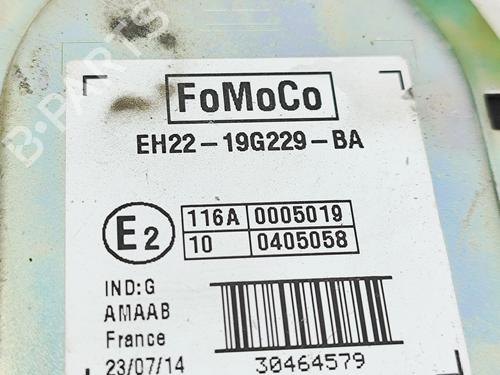 FoMoCo
EH22-19G229-BA
E2
116A 0005019
10 0405058
IND:G
AMAAB
France
23/07/14
30464579
B-PARTS